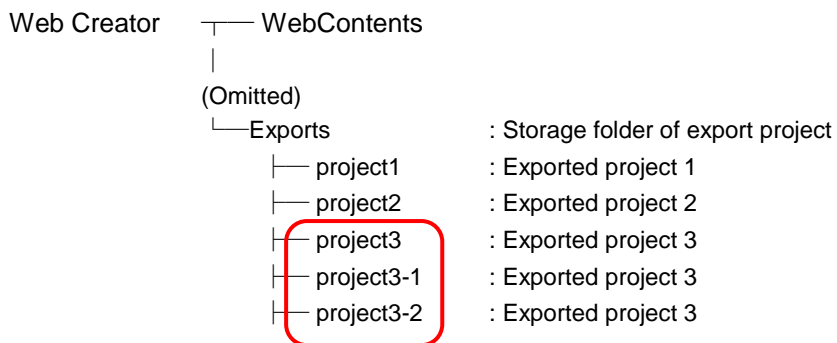 Web Creator ┬─ WebContents
│
(Omitted)
└─Exports : Storage folder of export project
├─ project1 : Exported project 1
├─ project2 : Exported project 2
├─ project3 : Exported project 3
├─ project3-1 : Exported project 3
├─ project3-2 : Exported project 3